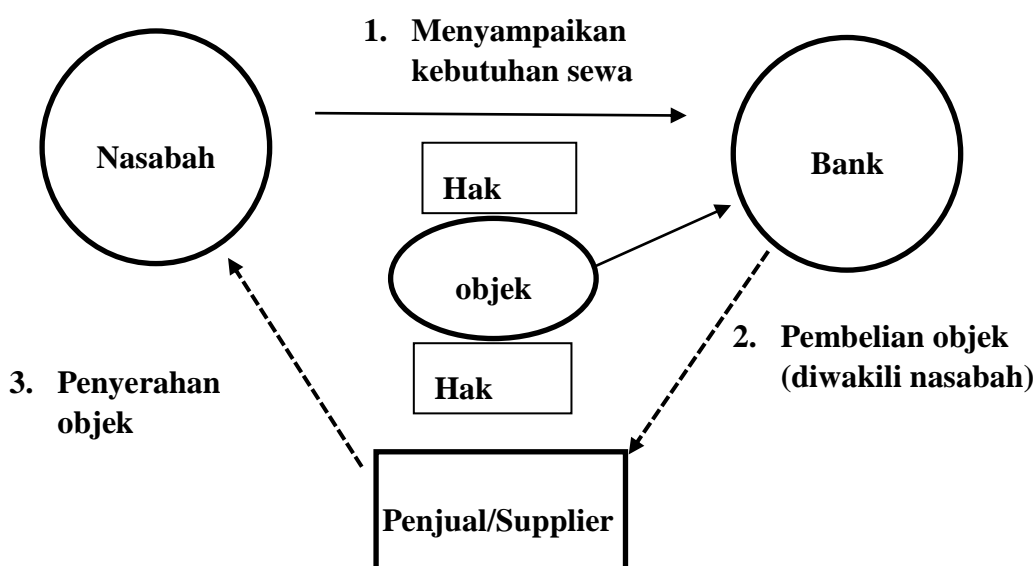 1. Menyampaikan
kebutuhan sewa
Nasabah
Bank
Hak
objek
2. Pembelian objek
(diwakili nasabah)
3. Penyerahan
objek
Hak
Penjual/Supplier